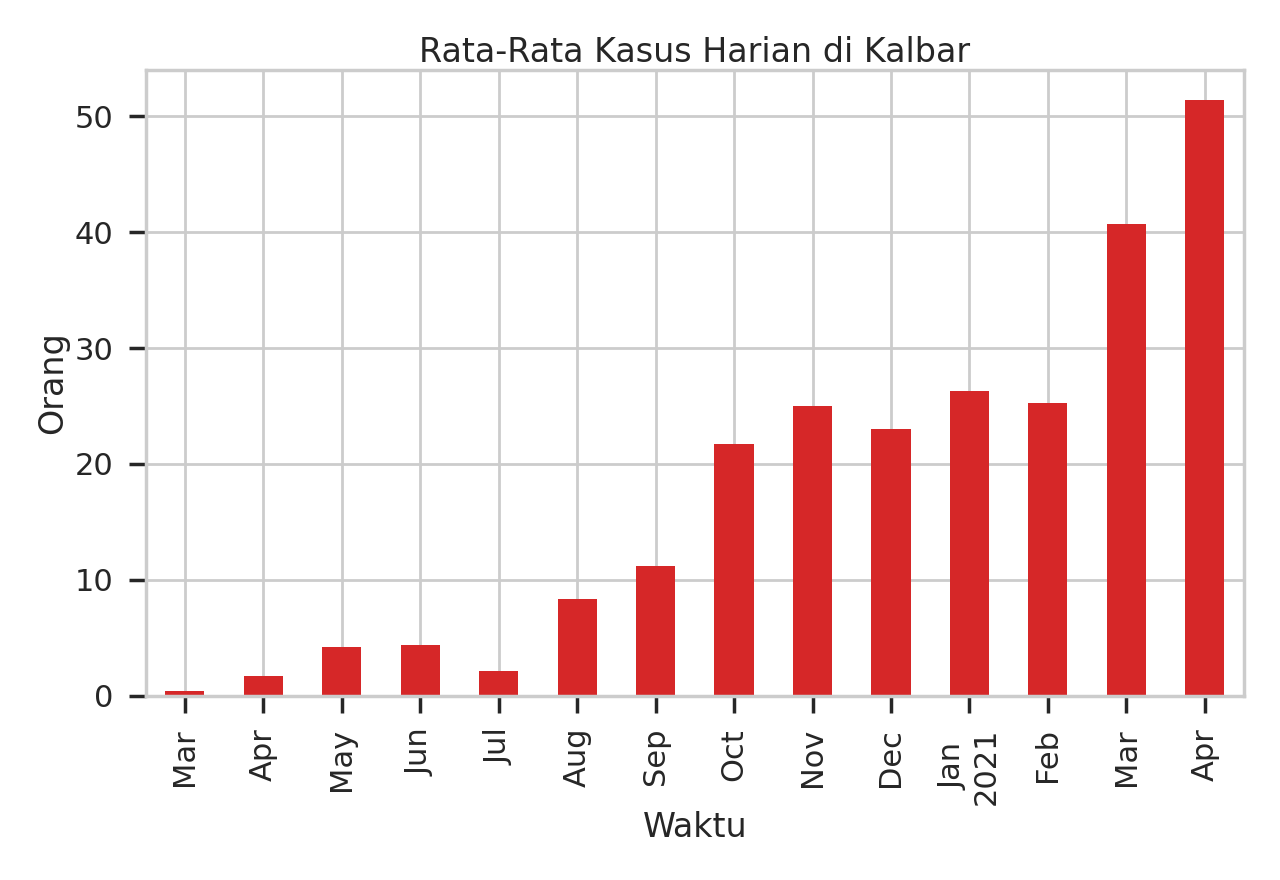 Rata-Rata Kasus Harian di Kalbar
50
40
30
20
10
0
Orang
Mar
Apr
May
Jun
Jul
Aug
Sep
Oct
Nov
Dec
Jan
2021
Feb
Mar
Apr
Waktu